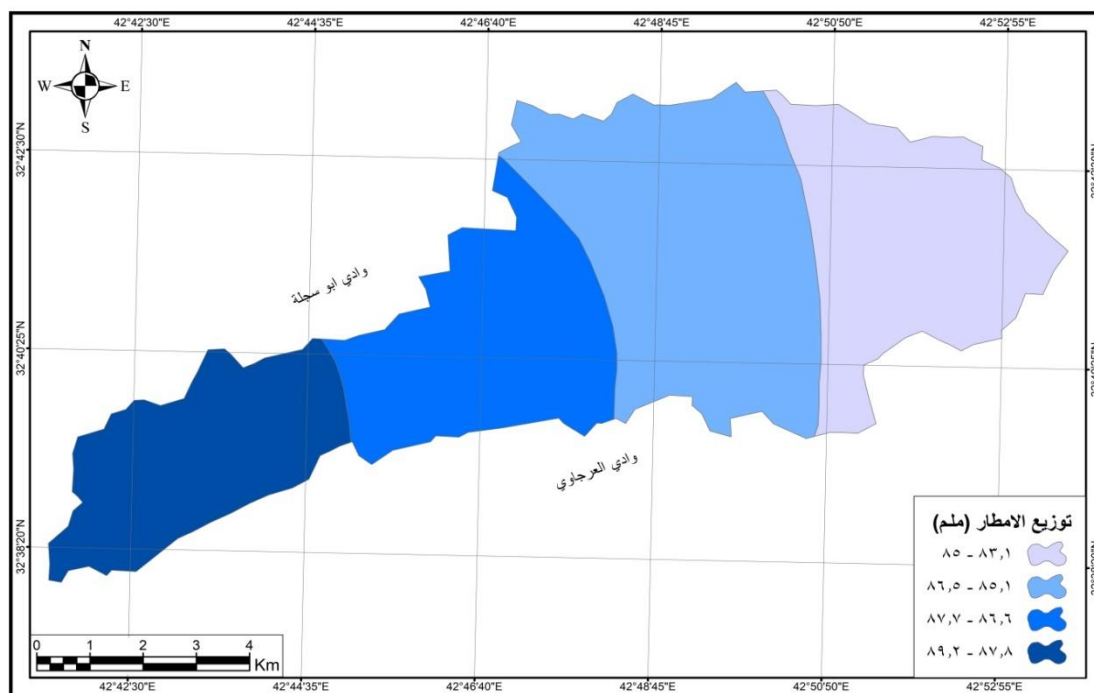 42°42'30"E 42°44'35"E 42°46'40"E 42°48'45"E 42°50'50"E 42°52'55"E
N
W E
S
32°42'30"N
وادي ابو سجلة
32°40'25"N
وادي العرجاوي
32°38'20"N
توزيع الامطار (ملم)
٨٣,١ - ٨٥
٨٥,١ - ٨٦,٥
٨٦,٦ - ٨٧,٧
٨٧,٨ - ٨٩,٢
0 1 2 3 4
Km
42°42'30"E 42°44'35"E 42°46'40"E 42°48'45"E 42°50'50"E 42°52'55"E